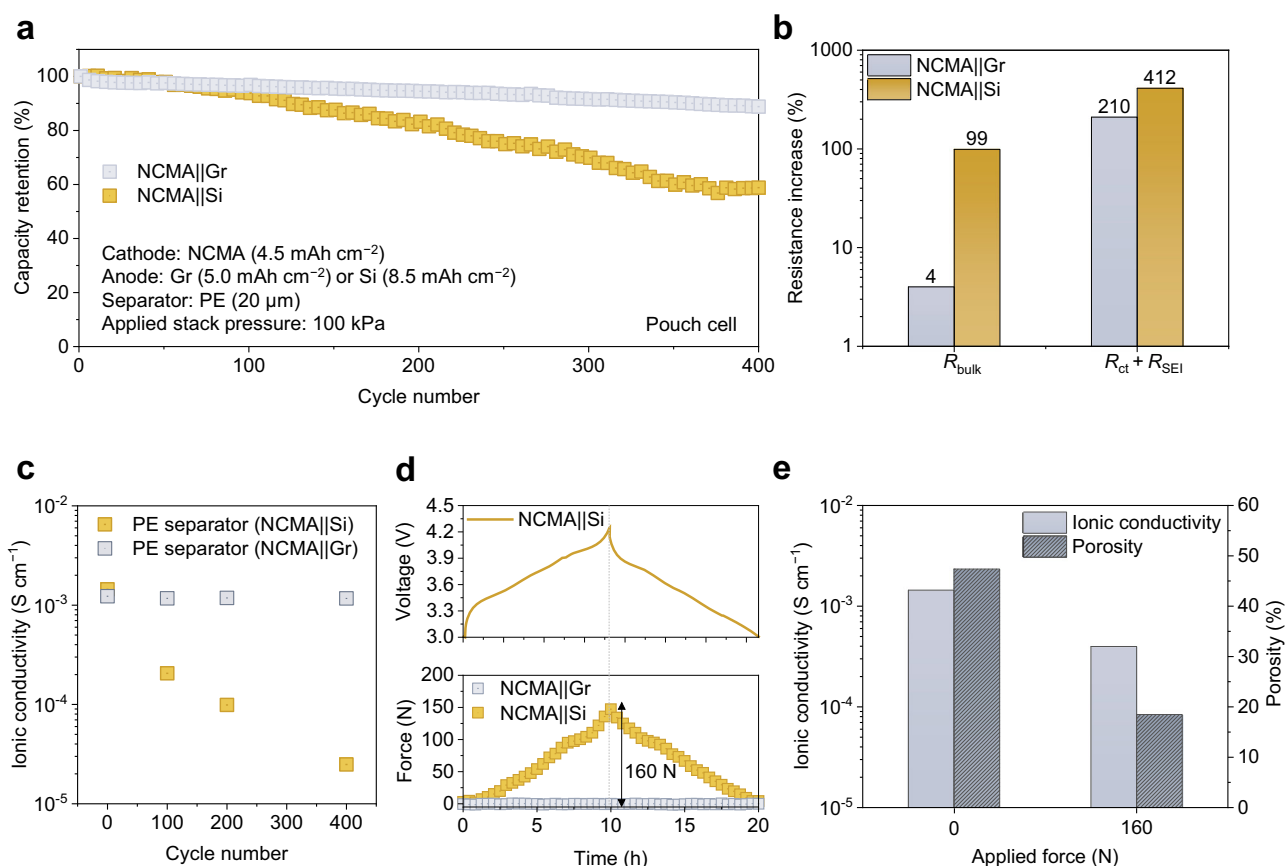 a
Capacity retention (%)
100
80
60
40
20
0
NCMA||Gr
NCMA||Si
Cathode: NCMA (4.5 mAh cm⁻²)
Anode: Gr (5.0 mAh cm⁻²) or Si (8.5 mAh cm⁻²)
Separator: PE (20 μm)
Applied stack pressure: 100 kPa
Pouch cell
0 100 200 300 400
Cycle number
b
Resistance increase (%)
1000
100
10
1
NCMA||Gr
NCMA||Si
4
99
210
412
R_bulk
R_ct + R_SEI
c
Ionic conductivity (S cm⁻¹)
10⁻²
10⁻³
10⁻⁴
10⁻⁵
PE separator (NCMA||Si)
PE separator (NCMA||Gr)
0 100 200 300 400
Cycle number
d
Voltage (V)
4.5
4.2
3.9
3.6
3.3
3.0
NCMA||Si
Force (N)
200
150
100
50
25
0
NCMA||Gr
NCMA||Si
160 N
0 5 10 15 20
Time (h)
e
Ionic conductivity (S cm⁻¹)
10⁻²
10⁻³
10⁻⁴
10⁻⁵
Ionic conductivity
Porosity
60
50
40
30
20
10
0
Porosity (%)
0 160
Applied force (N)